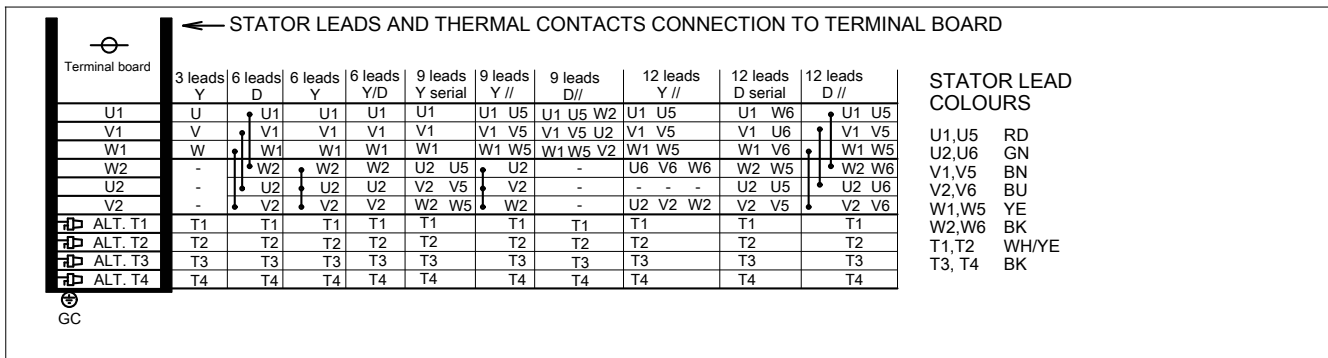 STATOR LEADS AND THERMAL CONTACTS CONNECTION TO TERMINAL BOARD
Terminal board
3 leads 6 leads 6 leads 6 leads 9 leads 9 leads 9 leads 12 leads 12 leads 12 leads
Y D Y Y/D Y serial Y // D// Y // D serial D //
U1 U U1 U1 U1 U1 U1 U5 U1 U5 W2 U1 U5 U1 W6 U1 U5
V1 V V1 V1 V1 V1 V1 V5 V1 V5 U2 V1 V5 V1 U6 V1 V5
W1 W W1 W1 W1 W1 W1 W5 W1 W5 V2 W1 W5 W1 V6 W1 W5
W2 - W2 W2 W2 U2 U5 U2 - U6 V6 W6 W2 W5 W2 W6
U2 - U2 U2 U2 V2 V5 V2 - - - - U2 U5 U2 U6
V2 - V2 V2 V2 W2 W5 W2 - U2 V2 W2 V2 V5 V2 V6
ALT. T1 T1 T1 T1 T1 T1 T1 T1 T1 T1 T1
ALT. T2 T2 T2 T2 T2 T2 T2 T2 T2 T2 T2
ALT. T3 T3 T3 T3 T3 T3 T3 T3 T3 T3 T3
ALT. T4 T4 T4 T4 T4 T4 T4 T4 T4 T4 T4
GC
STATOR LEAD
COLOURS
U1,U5 RD
U2,U6 GN
V1,V5 BN
V2,V6 BU
W1,W5 YE
W2,W6 BK
T1,T2 WH/YE
T3, T4 BK